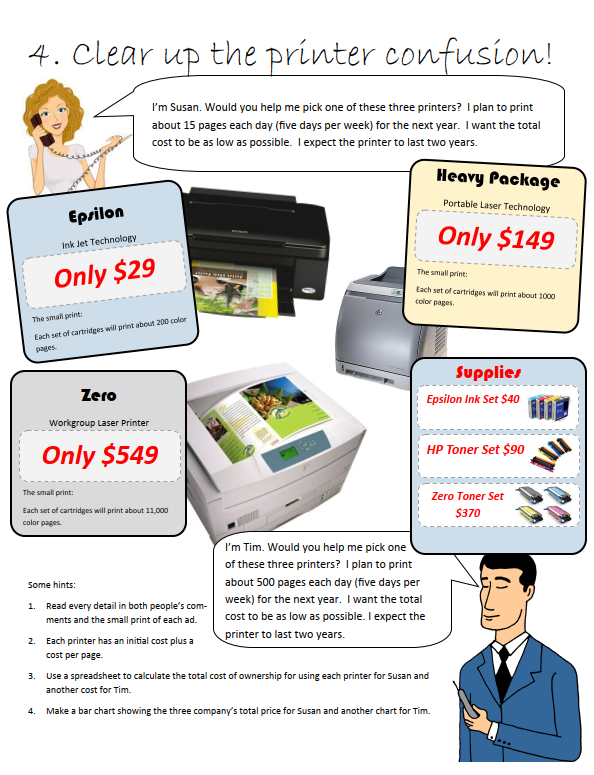 4. Clear up the printer confusion!
I'm Susan. Would you help me pick one of these three printers?  I plan to print
about 15 pages each day (five days per week) for the next year.  I want the total
cost to be as low as possible.  I expect the printer to last two years.
Epsilon
Ink Jet Technology
Only $29
The small print:
Each set of cartridges will print about 200 color
pages.
Heavy Package
Portable Laser Technology
Only $149
The small print:
Each set of cartridges will print about 1000
color pages.
Zero
Workgroup Laser Printer
Only $549
The small print:
Each set of cartridges will print about 11,000
color pages.
Supplies
Epsilon Ink Set $40
HP Toner Set $90
Zero Toner Set
$370
I'm Tim. Would you help me pick one
of these three printers?  I plan to print
about 500 pages each day (five days per
week) for the next year.  I want the total
cost to be as low as possible. I expect the
printer to last two years.
Some hints:
1. Read every detail in both people's com-
ments and the small print of each ad.
2. Each printer has an initial cost plus a
cost per page.
3. Use a spreadsheet to calculate the total cost of ownership for using each printer for Susan and
another cost for Tim.
4. Make a bar chart showing the three company's total price for Susan and another chart for Tim.